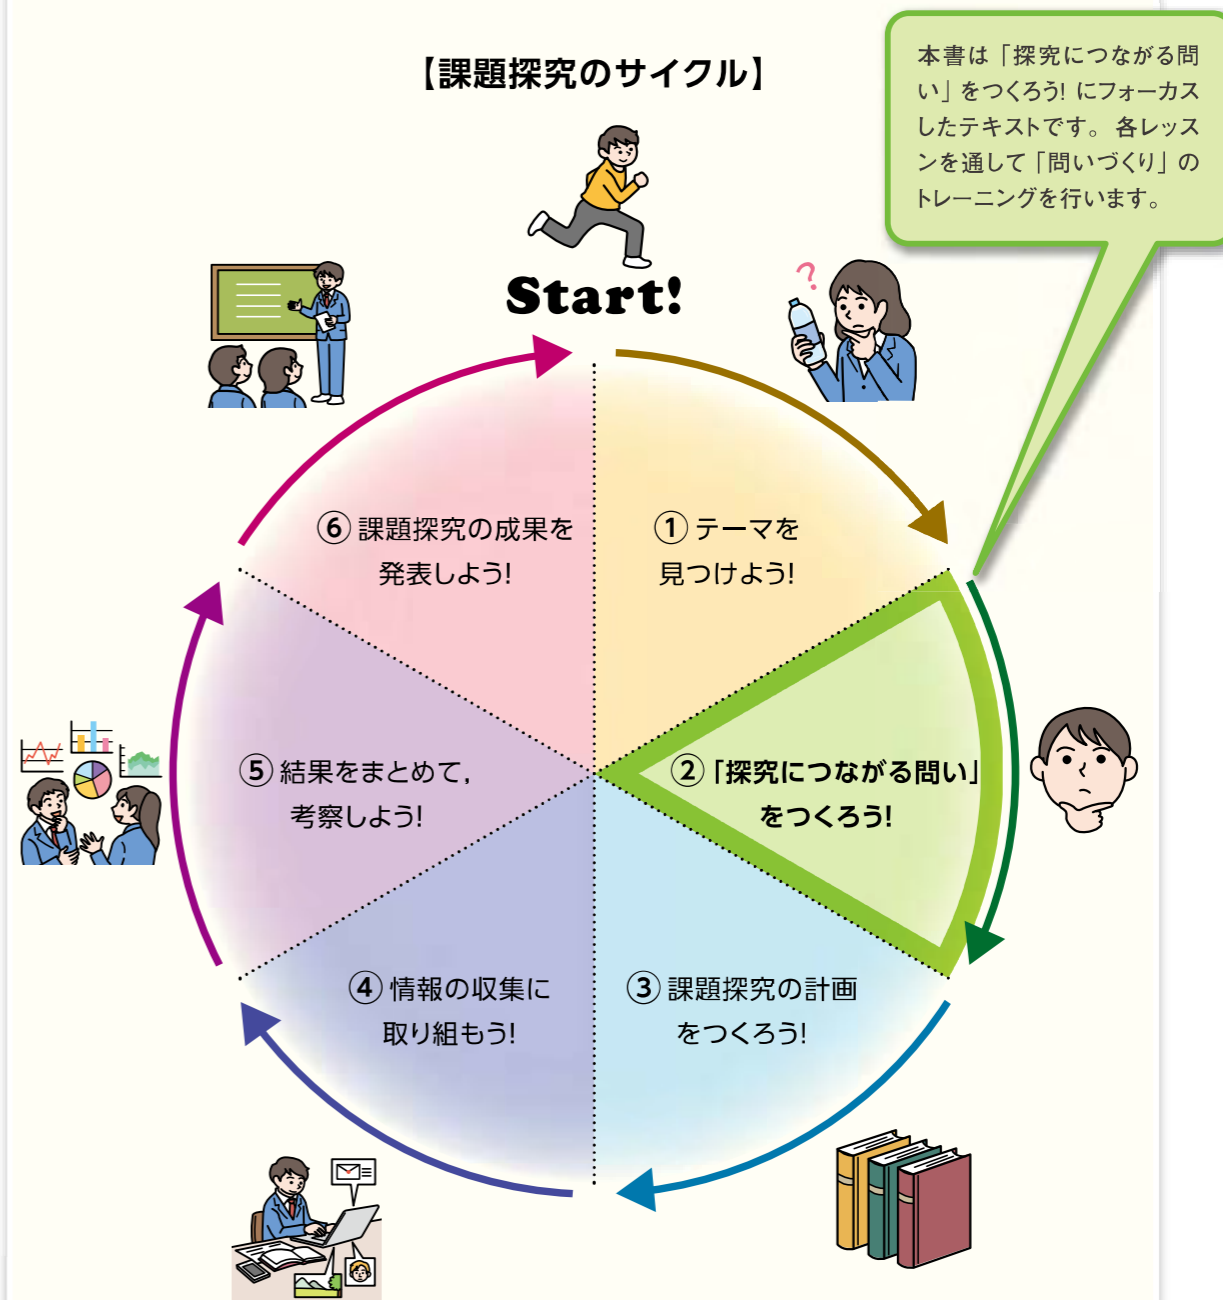 【課題探究のサイクル】
本書は「探究につながる問
い」をつくろう! にフォーカス
したテキストです。各レッス
ンを通して「問いづくり」の
トレーニングを行います。
Start!
① テーマを
見つけよう!
② 「探究につながる問い」
をつくろう!
③ 課題探究の計画
をつくろう!
④ 情報の収集に
取り組もう!
⑤ 結果をまとめて,
考察しよう!
⑥ 課題探究の成果を
発表しよう!
?